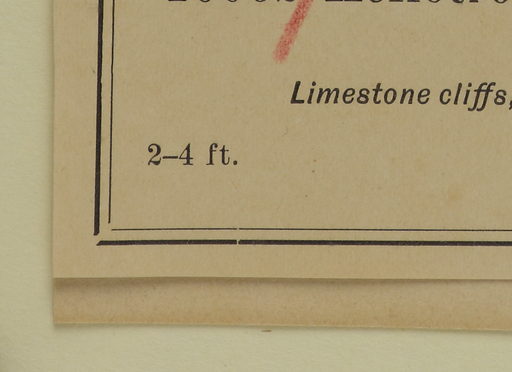 Limestone cliffs,
2–4 ft.